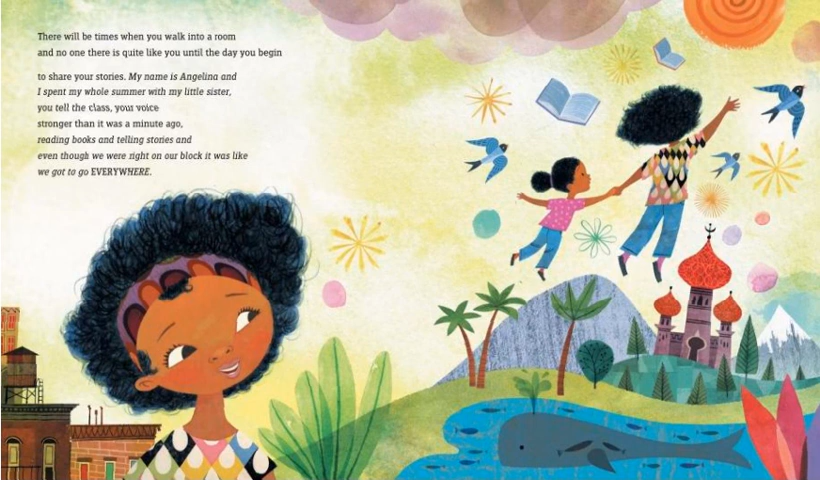 There will be times when you walk into a room
and no one there is quite like you until the day you begin
to share your stories. My name is Angelina and
I spent my whole summer with my little sister,
you tell the class, your voice
stronger than it was a minute ago,
reading books and telling stories and
even though we were right on our block it was like
we got to go EVERYWHERE.